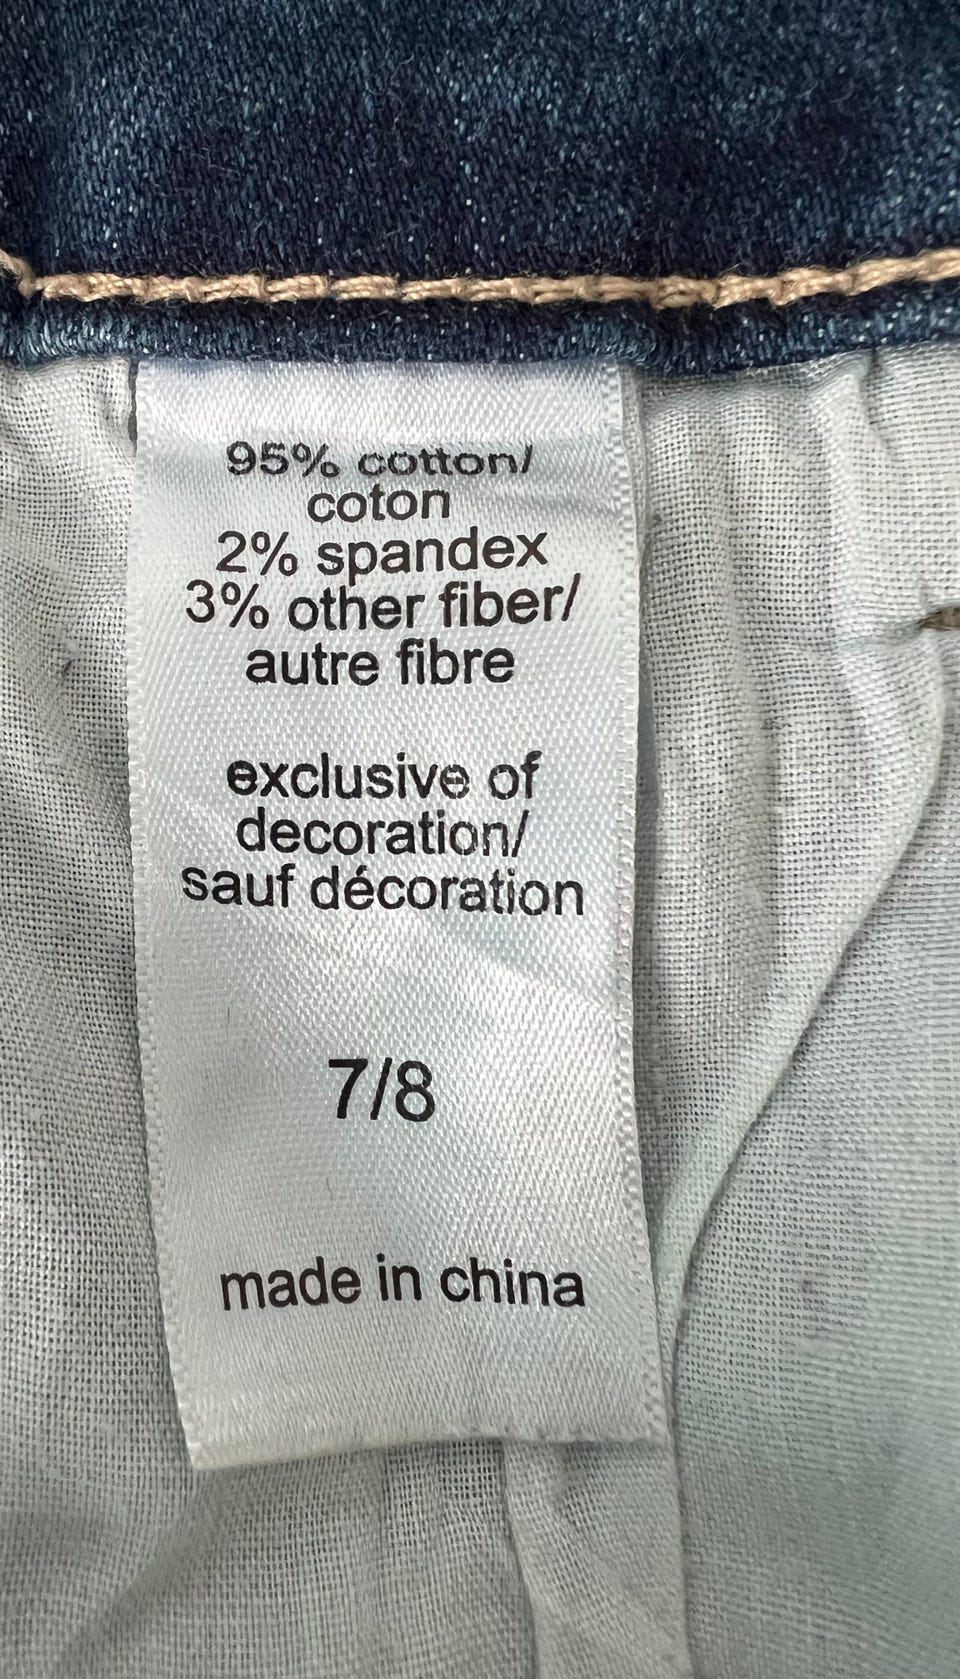 95% cotton/
coton
2% spandex
3% other fiber/
autre fibre
exclusive of
decoration/
sauf décoration
7/8
made in china